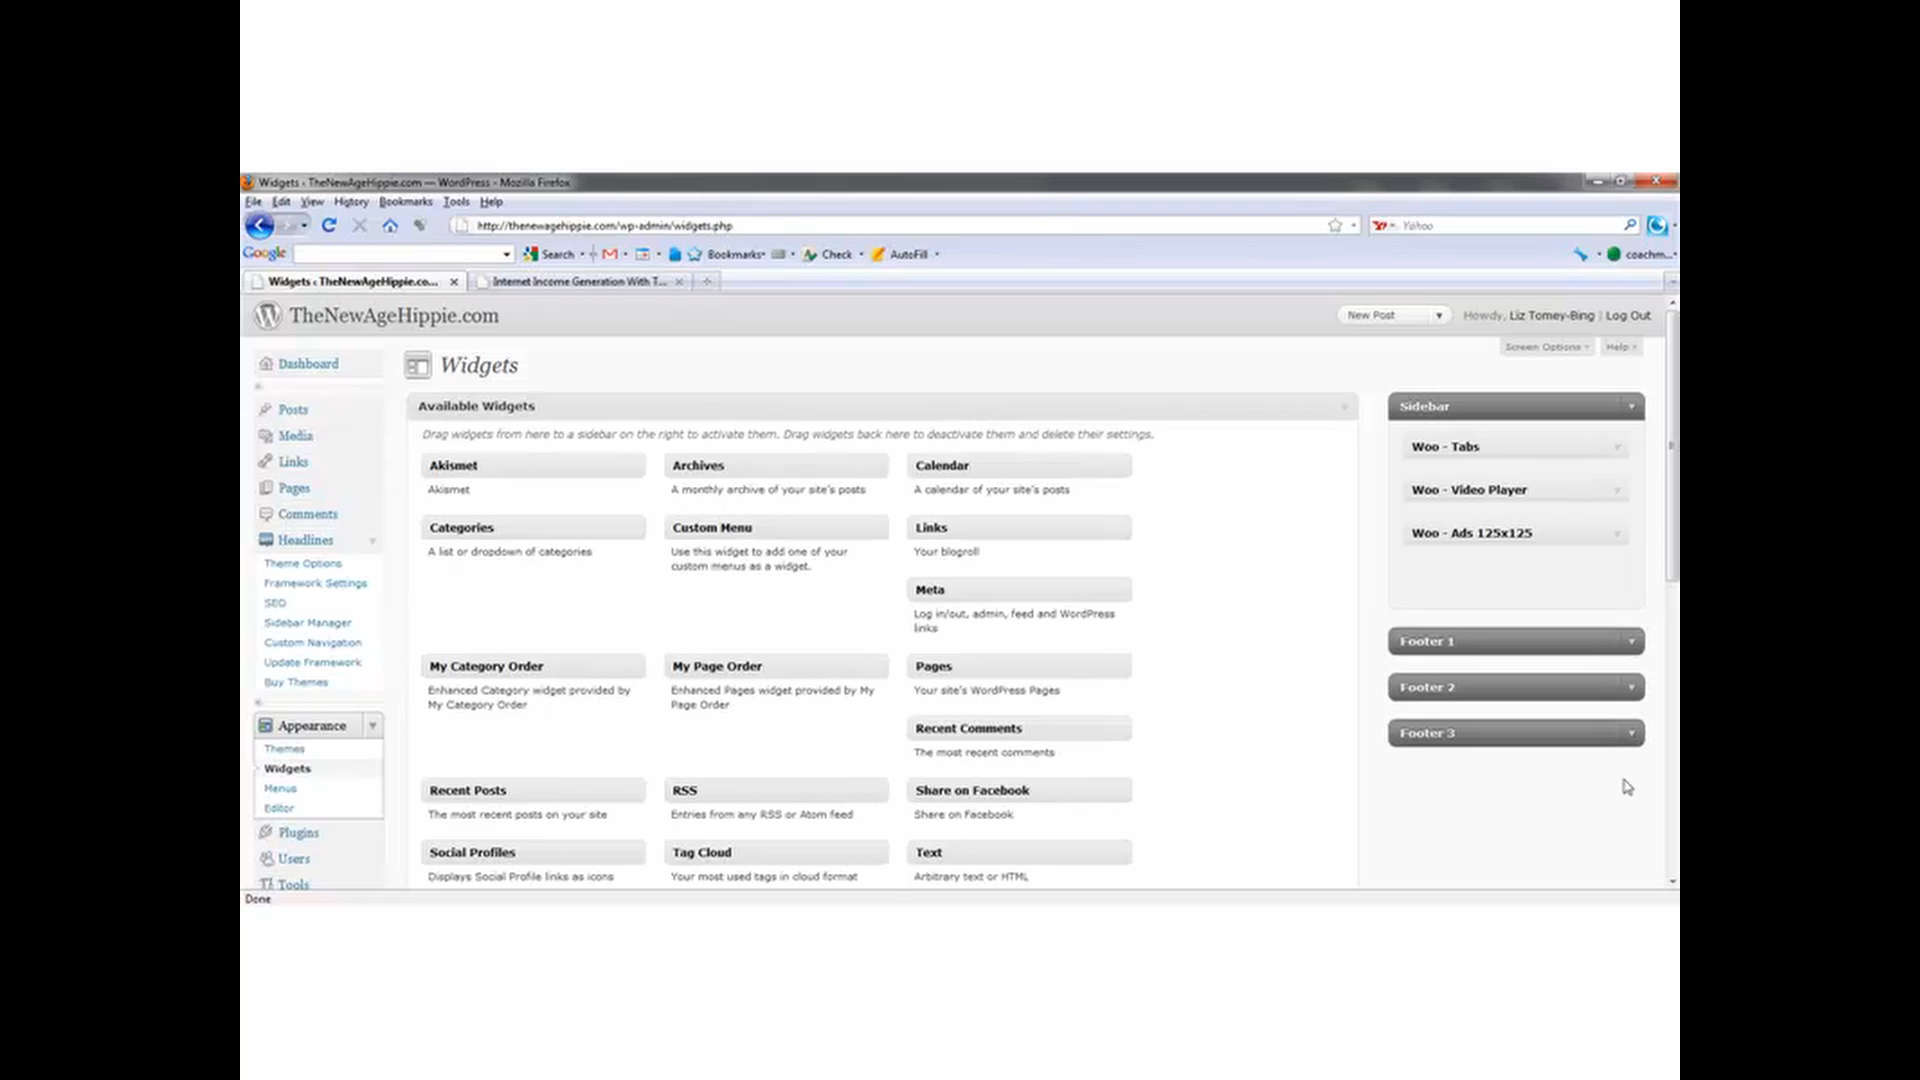 Widgets ‹ TheNewAgeHippie.com — WordPress - Mozilla Firefox
File Edit View History Bookmarks Tools Help
http://thenewagehippie.com/wp-admin/widgets.php
Yahoo
Google
Search
Bookmarks
Check
AutoFill
coachm...
Widgets ‹ TheNewAgeHippie.co...
Internet Income Generation With T...
TheNewAgeHippie.com
New Post
Howdy, Liz Tomey-Bing | Log Out
Screen Options
Help
Dashboard
Posts
Media
Links
Pages
Comments
Headlines
Theme Options
Framework Settings
SEO
Sidebar Manager
Custom Navigation
Update Framework
Buy Themes
Appearance
Themes
Widgets
Menus
Editor
Plugins
Users
Tools
Widgets
Available Widgets
Drag widgets from here to a sidebar on the right to activate them. Drag widgets back here to deactivate them and delete their settings.
Akismet
Akismet
Archives
A monthly archive of your site's posts
Calendar
A calendar of your site's posts
Categories
A list or dropdown of categories
Custom Menu
Use this widget to add one of your
custom menus as a widget.
Links
Your blogroll
Meta
Log in/out, admin, feed and WordPress
links
My Category Order
Enhanced Category widget provided by
My Category Order
My Page Order
Enhanced Pages widget provided by My
Page Order
Pages
Your site's WordPress Pages
Recent Comments
The most recent comments
Recent Posts
The most recent posts on your site
RSS
Entries from any RSS or Atom feed
Share on Facebook
Share on Facebook
Social Profiles
Displays Social Profile links as icons
Tag Cloud
Your most used tags in cloud format
Text
Arbitrary text or HTML
Sidebar
Woo - Tabs
Woo - Video Player
Woo - Ads 125x125
Footer 1
Footer 2
Footer 3
Done